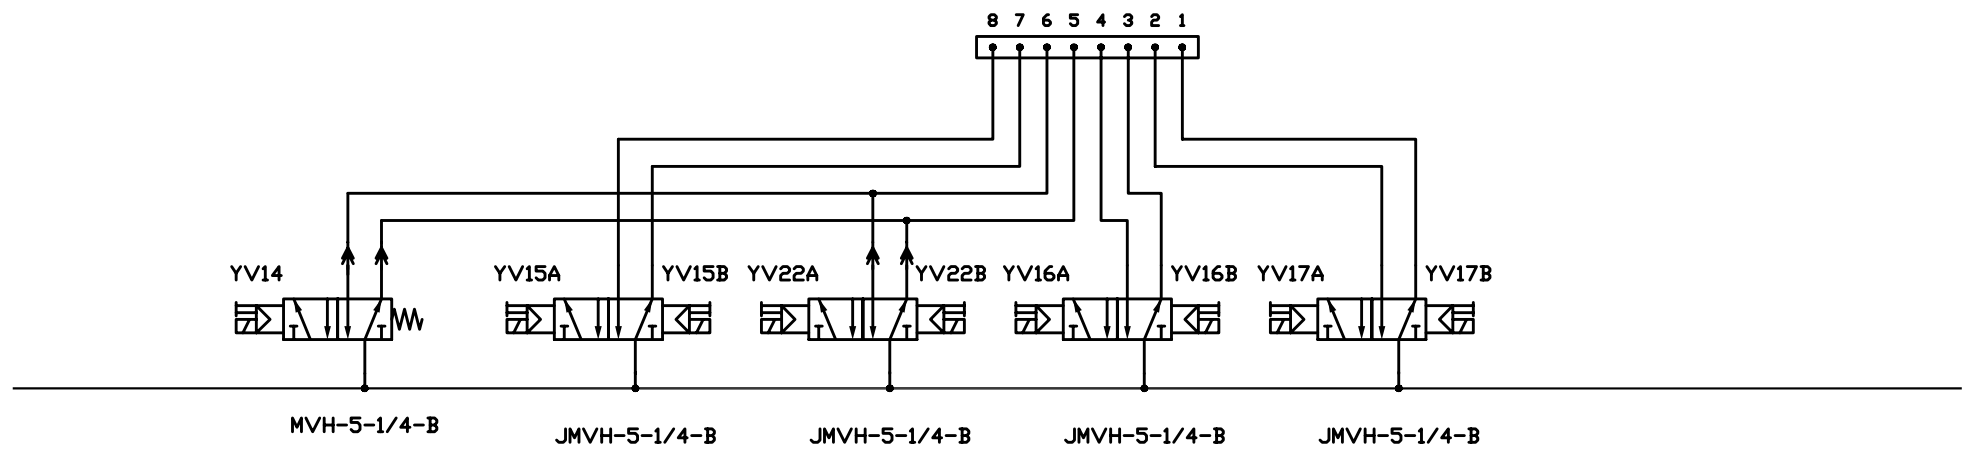 8 7 6 5 4 3 2 1
YV14 YV15A YV15B YV22A YV22B YV16A YV16B YV17A YV17B
MVH-5-1/4-B JMVH-5-1/4-B JMVH-5-1/4-B JMVH-5-1/4-B JMVH-5-1/4-B